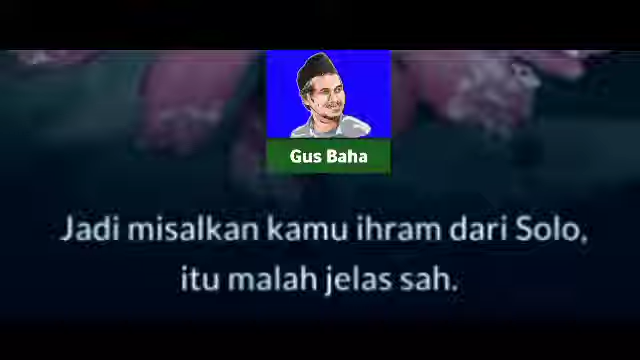 Gus Baha
Jadi misalkan kamu ihram dari Solo,
itu malah jelas sah.